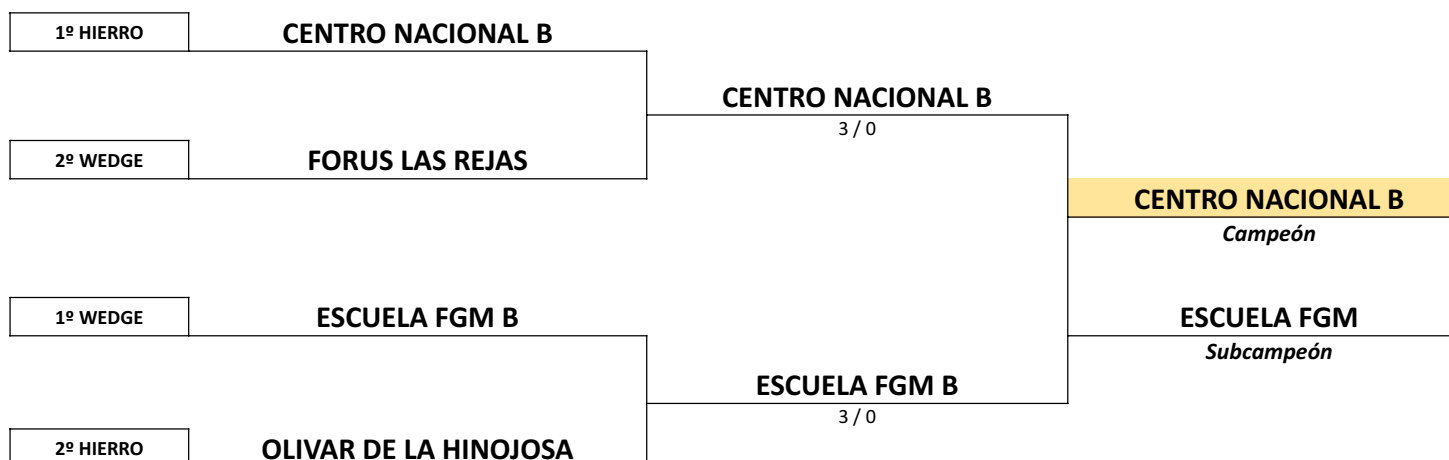 1º HIERRO CENTRO NACIONAL B
CENTRO NACIONAL B
3 / 0
2º WEDGE FORUS LAS REJAS
CENTRO NACIONAL B
Campeón
1º WEDGE ESCUELA FGM B
ESCUELA FGM
Subcampeón
ESCUELA FGM B
3 / 0
2º HIERRO OLIVAR DE LA HINOJOSA